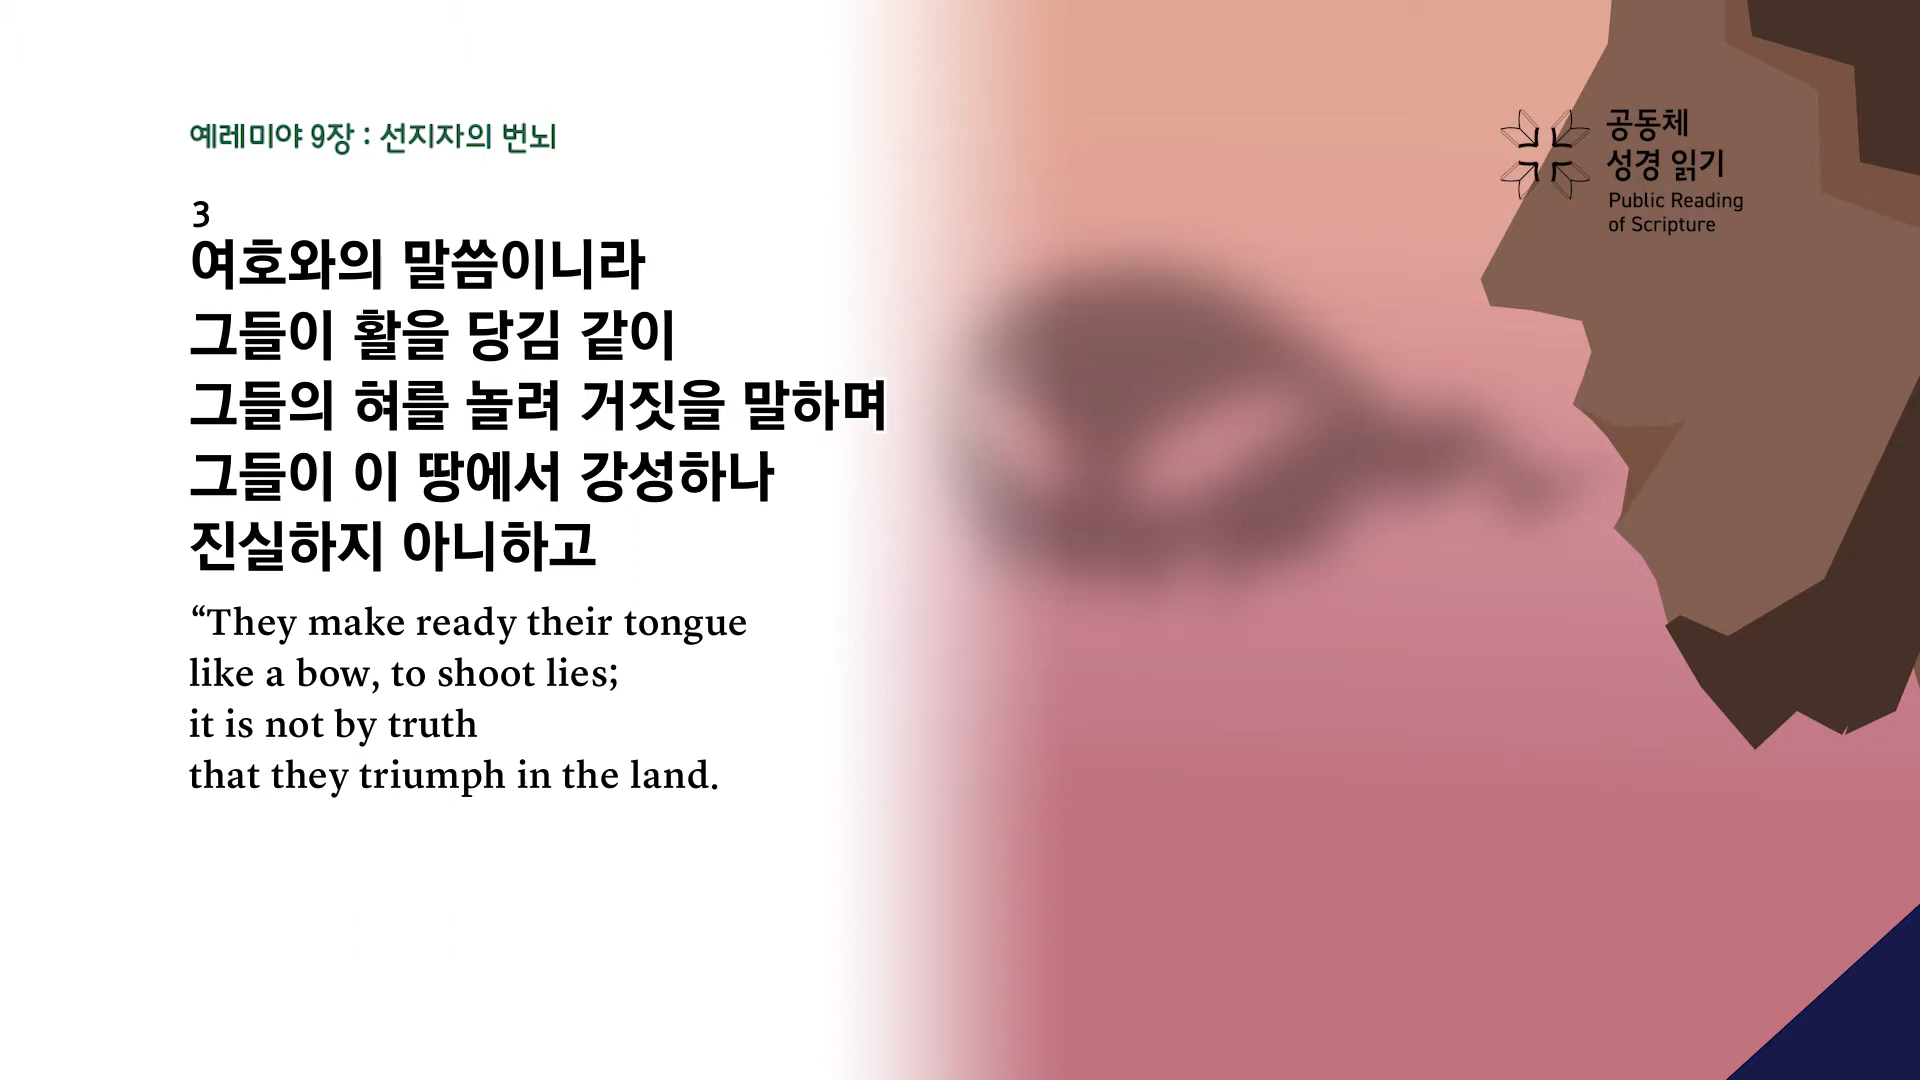 예레미야 9장 : 선지자의 번뇌
3
여호와의 말씀이니라
그들이 활을 당김 같이
그들의 혀를 놀려 거짓을 말하며
그들이 이 땅에서 강성하나
진실하지 아니하고
“They make ready their tongue
like a bow, to shoot lies;
it is not by truth
that they triumph in the land.
공동체
성경 읽기
Public Reading
of Scripture